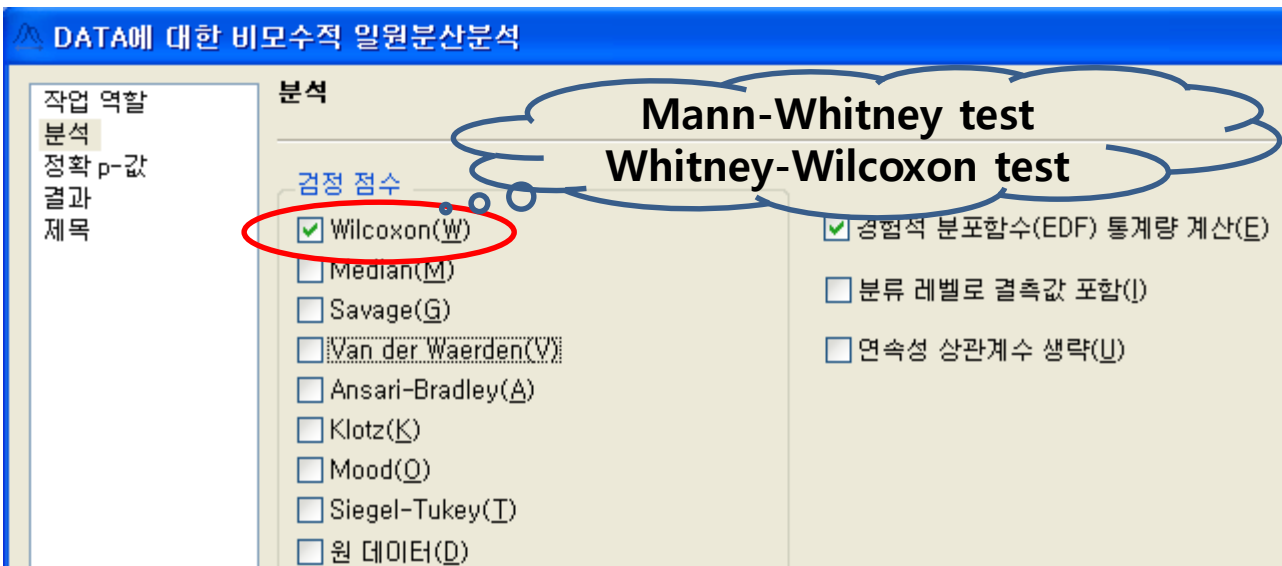 DATA에 대한 비모수적 일원분산분석
작업 역할
분석
정확 p-값
결과
제목
분석
Mann-Whitney test
Whitney-Wilcoxon test
검정 점수
Wilcoxon(W)
Median(M)
Savage(G)
Van der Waerden(V)
Ansari-Bradley(A)
Klotz(K)
Mood(O)
Siegel-Tukey(T)
원 데이터(D)
경험적 분포함수(EDF) 통계량 계산(E)
분류 레벨로 결측값 포함(I)
연속성 상관계수 생략(U)